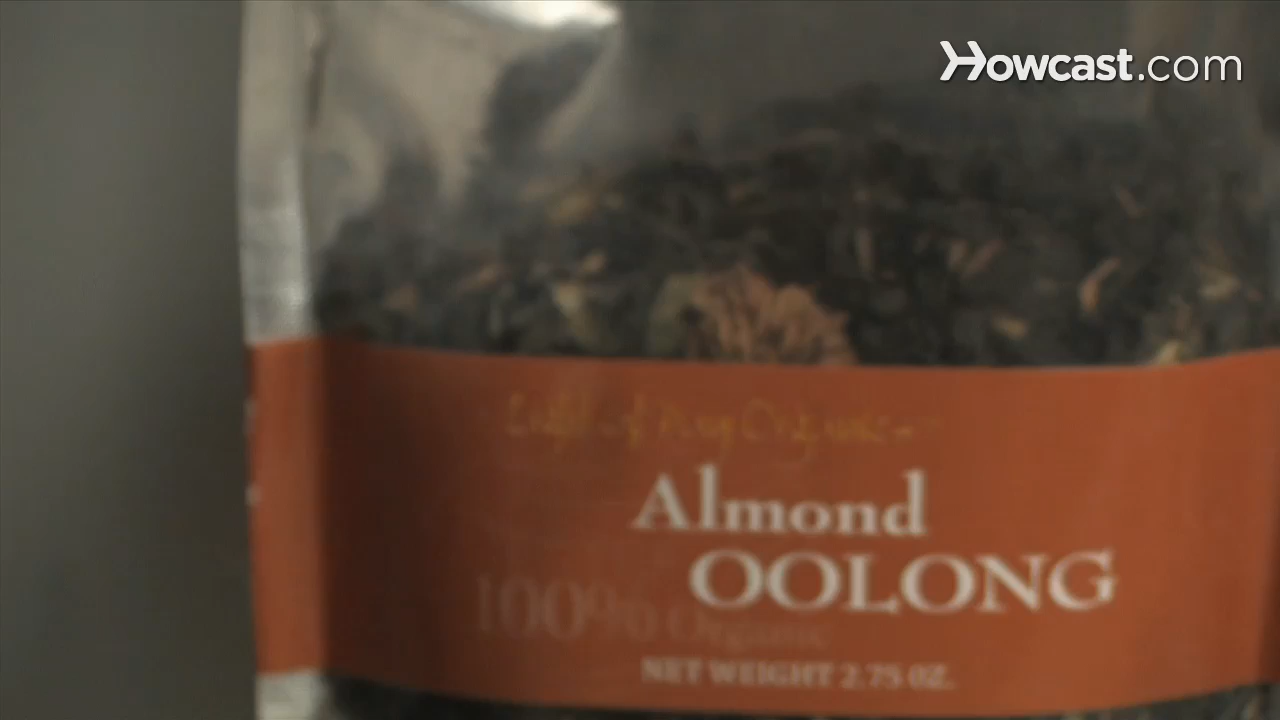 Howcast.com
Almond
OOLONG
100% Organic
NET WEIGHT 2.75 OZ.